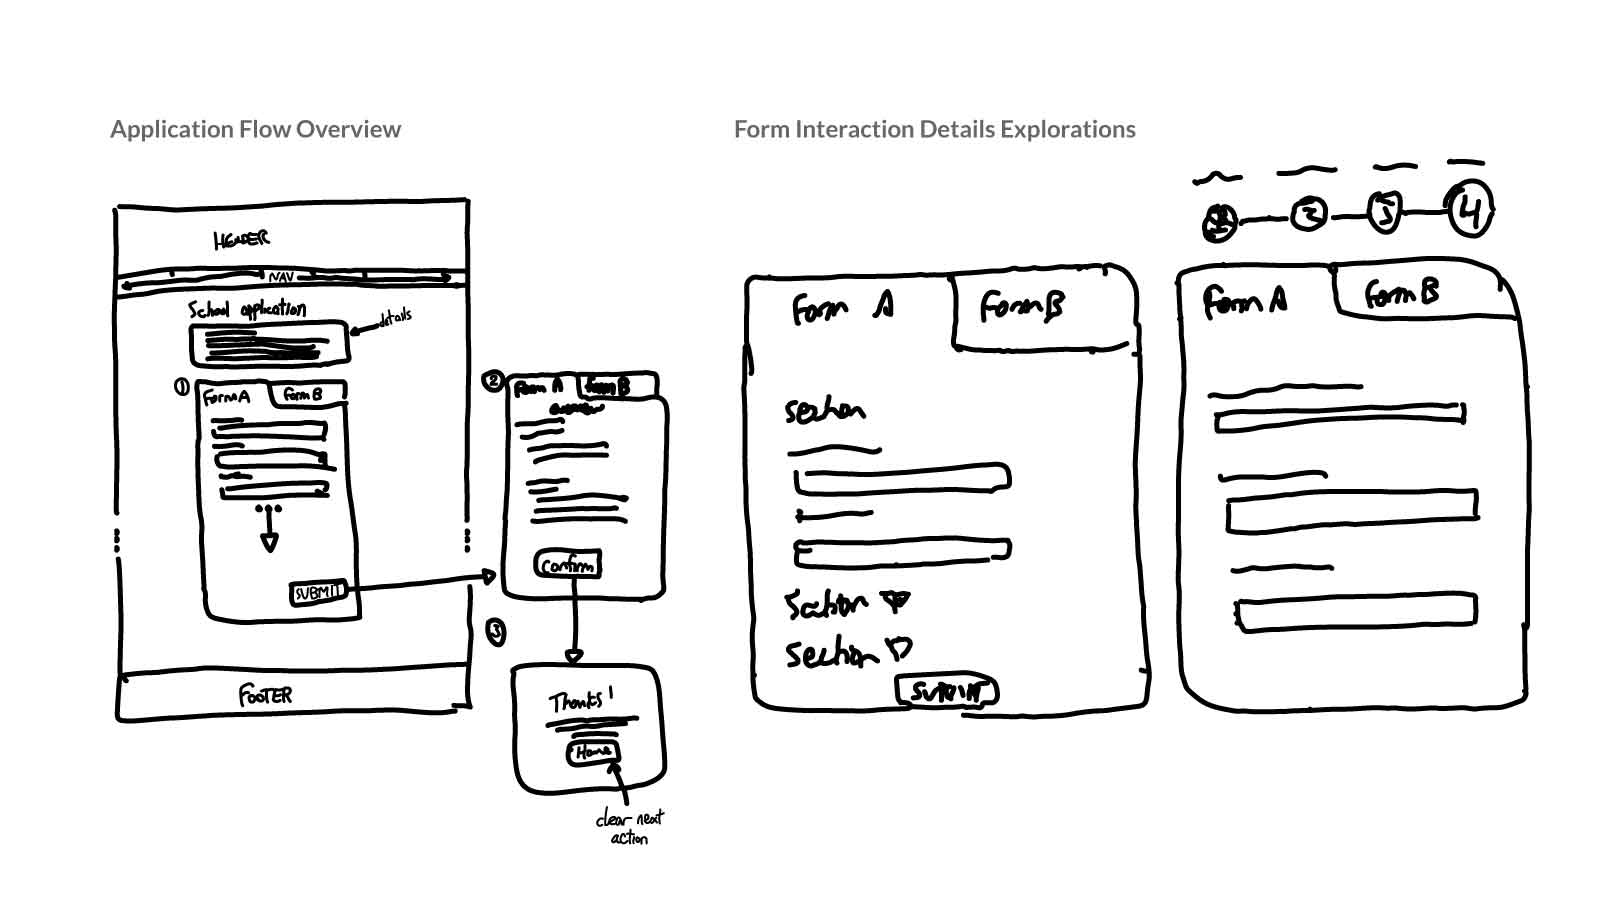 Application Flow Overview
HEADER
NAV
School application
details
1
Form A
Form B
SUBMIT
FOOTER
2
Form A
Form B
Confirm
3
Thanks!
Home
clear next
action
Form Interaction Details Explorations
Form A
Form B
Section
Section
Section
SUBMIT
2
3
4
Form A
Form B